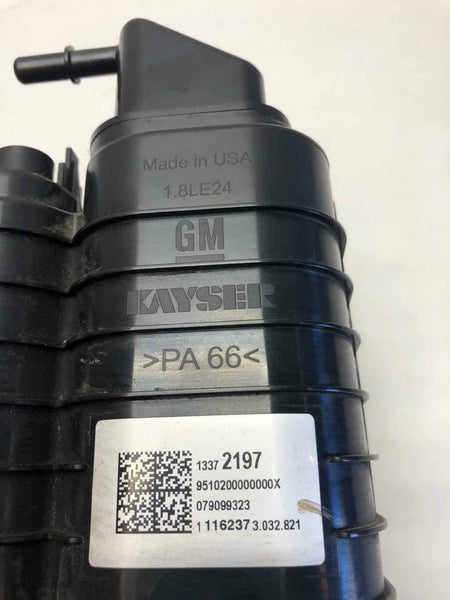 Made in USA
1.8LE24
GM
KAYSER
>PA 66<
1337 2197
9510200000000X
079099323
1 116237 3.032.821